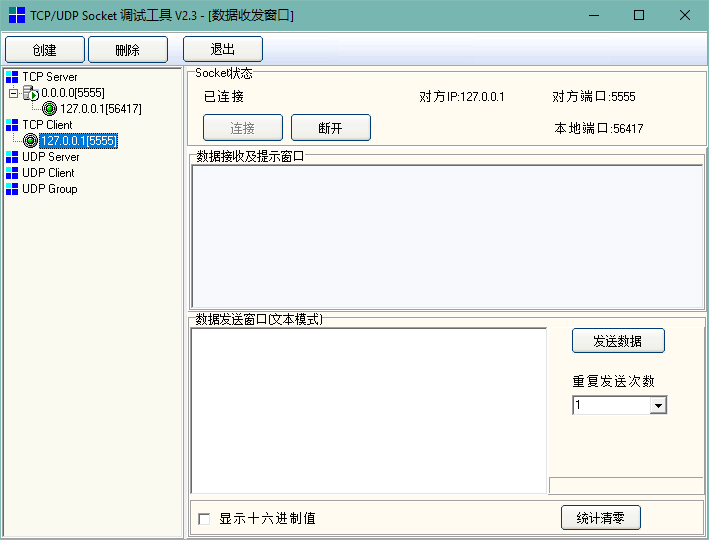 TCP/UDP Socket 调试工具 V2.3 - [数据收发窗口]
创建 删除 退出
TCP Server
0.0.0.0[5555]
127.0.0.1[56417]
TCP Client
127.0.0.1[5555]
UDP Server
UDP Client
UDP Group
Socket状态
已连接 对方IP:127.0.0.1 对方端口:5555
连接 断开 本地端口:56417
数据接收及提示窗口
数据发送窗口(文本模式)
发送数据
重复发送次数
1
显示十六进制值 统计清零